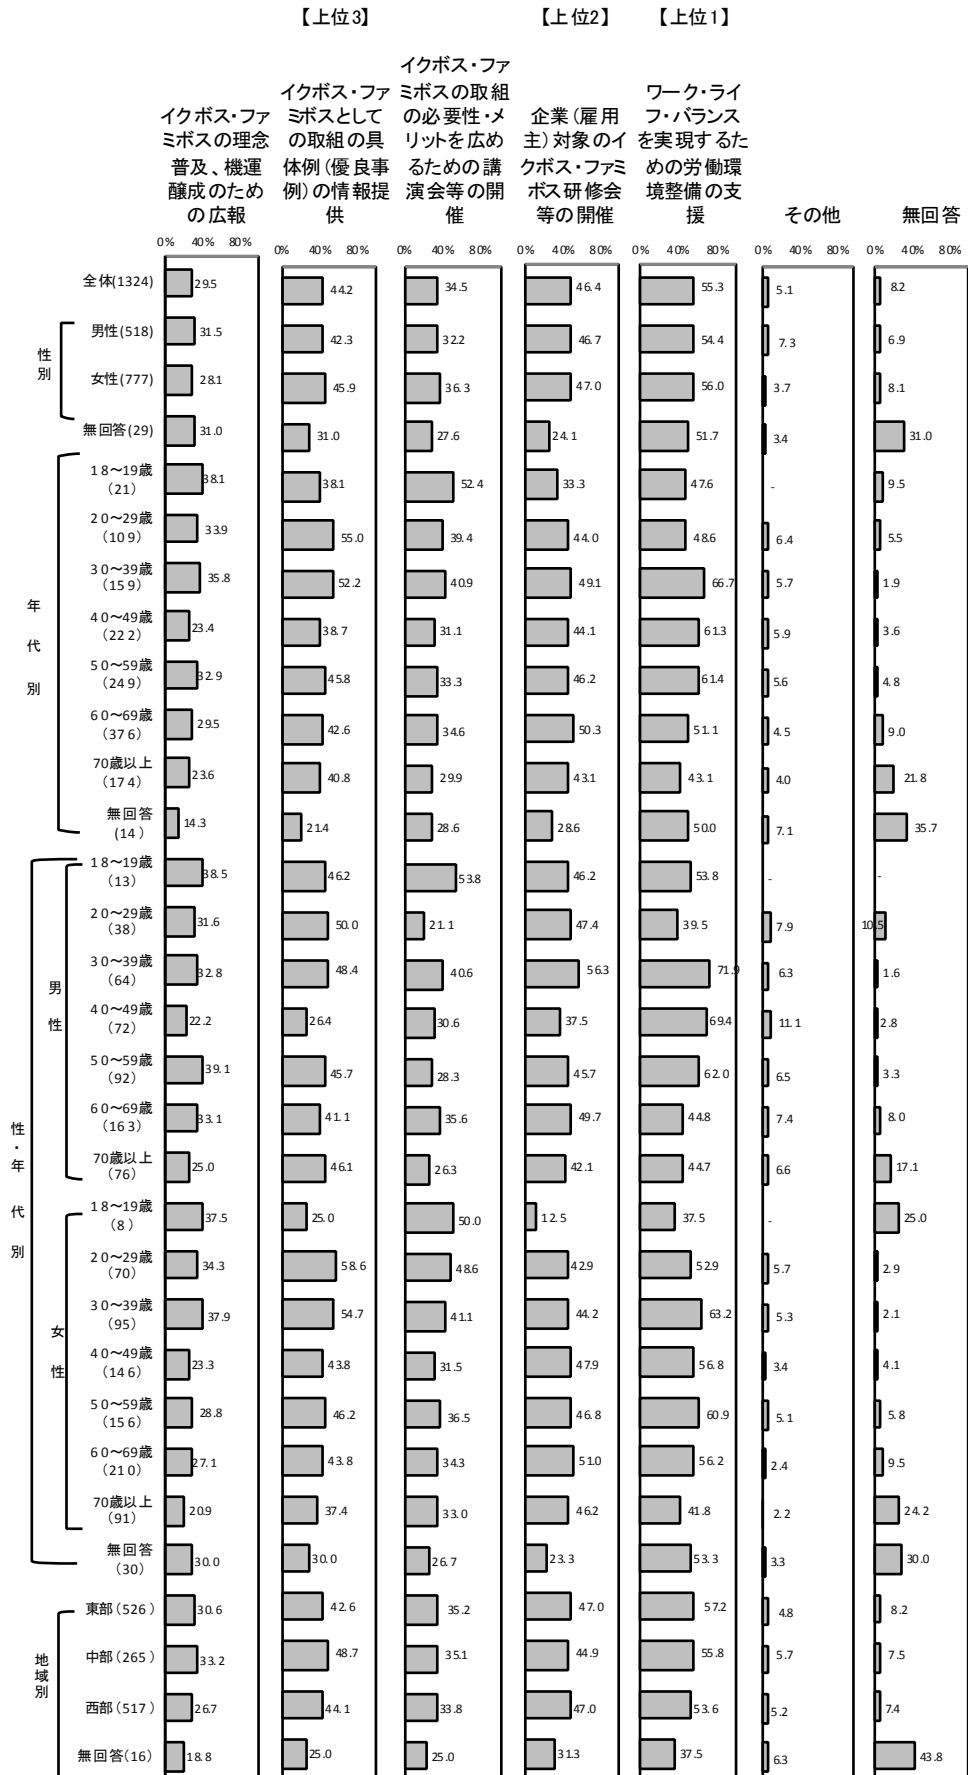 【上位3】 【上位2】 【上位1】
イクボス・ファミボスの理念普及、機運醸成のための広報
イクボス・ファミボスとしての取組の具体例(優良事例)の情報提供
イクボス・ファミボスの取組の必要性・メリットを広めるための講演会等の開催
企業(雇用主)対象のイクボス・ファミボス研修会等の開催
ワーク・ライフ・バランスを実現するための労働環境整備の支援
その他
無回答
0% 40% 80% 0% 40% 80% 0% 40% 80% 0% 40% 80% 0% 40% 80% 0% 40% 80% 0% 40% 80%
全体(1324) 29.5 44.2 34.5 46.4 55.3 5.1 8.2
性別
男性(518) 31.5 42.3 32.2 46.7 54.4 7.3 6.9
女性(777) 28.1 45.9 36.3 47.0 56.0 3.7 8.1
無回答(29) 31.0 31.0 27.6 24.1 51.7 3.4 31.0
年代別
18~19歳(21) 38.1 38.1 52.4 33.3 47.6 - 9.5
20~29歳(109) 33.9 55.0 39.4 44.0 48.6 6.4 5.5
30~39歳(159) 35.8 52.2 40.9 49.1 66.7 5.7 1.9
40~49歳(222) 23.4 38.7 31.1 44.1 61.3 5.9 3.6
50~59歳(249) 32.9 45.8 33.3 46.2 61.4 5.6 4.8
60~69歳(376) 29.5 42.6 34.6 50.3 51.1 4.5 9.0
70歳以上(174) 23.6 40.8 29.9 43.1 43.1 4.0 21.8
無回答(14) 14.3 21.4 28.6 28.6 50.0 7.1 35.7
性・年代別
男性
18~19歳(13) 38.5 46.2 53.8 46.2 53.8 - -
20~29歳(38) 31.6 50.0 21.1 47.4 39.5 7.9 10.5
30~39歳(64) 32.8 48.4 40.6 56.3 71.9 6.3 1.6
40~49歳(72) 22.2 26.4 30.6 37.5 69.4 11.1 2.8
50~59歳(92) 39.1 45.7 28.3 45.7 62.0 6.5 3.3
60~69歳(163) 33.1 41.1 35.6 49.7 44.8 7.4 8.0
70歳以上(76) 25.0 46.1 26.3 42.1 44.7 6.6 17.1
女性
18~19歳(8) 37.5 25.0 50.0 12.5 37.5 - 25.0
20~29歳(70) 34.3 58.6 48.6 42.9 52.9 5.7 2.9
30~39歳(95) 37.9 54.7 41.1 44.2 63.2 5.3 2.1
40~49歳(146) 23.3 43.8 31.5 47.9 56.8 3.4 4.1
50~59歳(156) 28.8 46.2 36.5 46.8 60.9 5.1 5.8
60~69歳(210) 27.1 43.8 34.3 51.0 56.2 2.4 9.5
70歳以上(91) 20.9 37.4 33.0 46.2 41.8 2.2 24.2
無回答(30) 30.0 30.0 26.7 23.3 53.3 3.3 30.0
地域別
東部(526) 30.6 42.6 35.2 47.0 57.2 4.8 8.2
中部(265) 33.2 48.7 35.1 44.9 55.8 5.7 7.5
西部(517) 26.7 44.1 33.8 47.0 53.6 5.2 7.4
無回答(16) 18.8 25.0 25.0 31.3 37.5 6.3 43.8